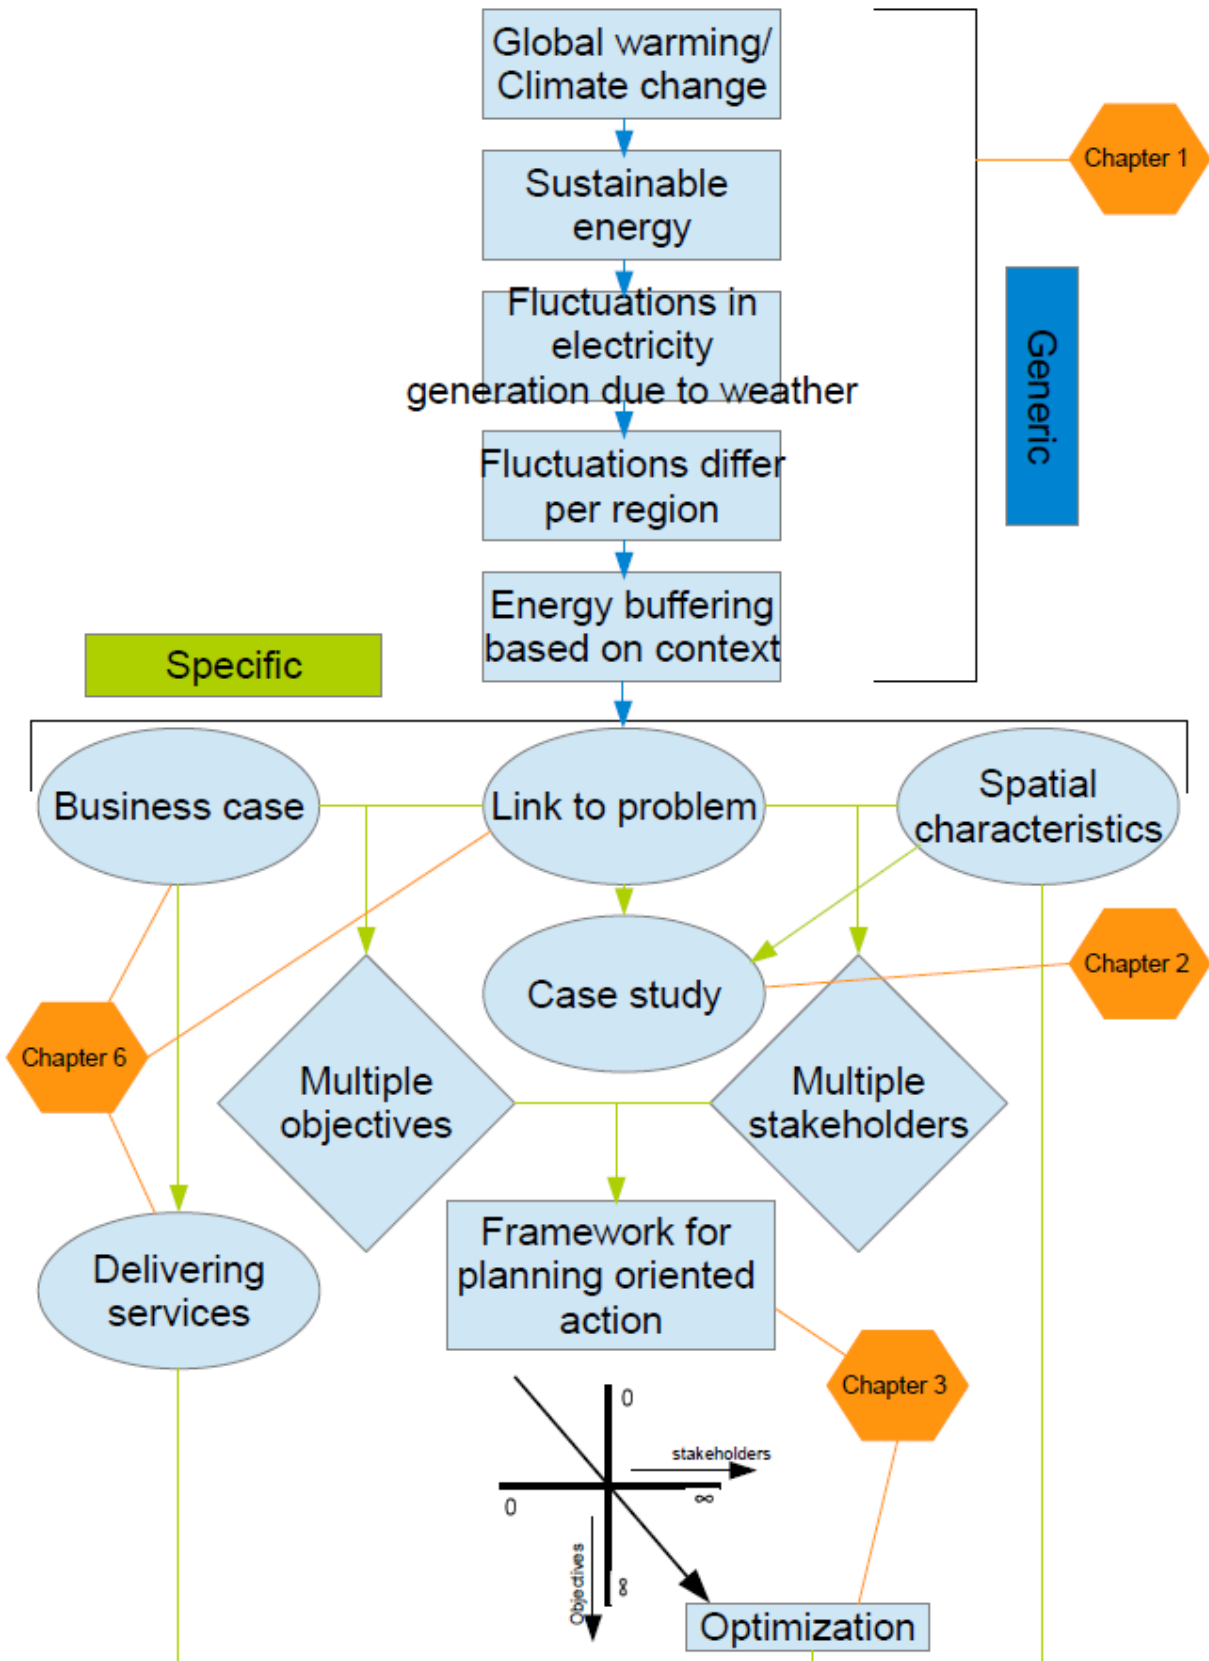 Global warming/
Climate change
Chapter 1
Sustainable
energy
Fluctuations in
electricity
generation due to weather
Generic
Fluctuations differ
per region
Energy buffering
based on context
Specific
Business case
Link to problem
Spatial
characteristics
Case study
Chapter 2
Chapter 6
Multiple
objectives
Multiple
stakeholders
Delivering
services
Framework for
planning oriented
action
Chapter 3
0
stakeholders
0
∞
Objectives
∞
Optimization